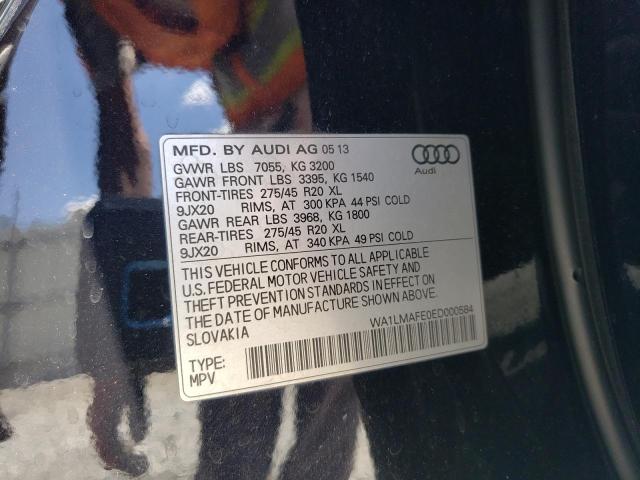 MFD. BY AUDI AG 05 13
GVWR LBS 7055, KG 3200
GAWR FRONT LBS 3395, KG 1540
FRONT-TIRES 275/45 R20 XL
9JX20 RIMS, AT 300 KPA 44 PSI COLD
GAWR REAR LBS 3968, KG 1800
REAR-TIRES 275/45 R20 XL
9JX20 RIMS, AT 340 KPA 49 PSI COLD
Audi
THIS VEHICLE CONFORMS TO ALL APPLICABLE
U.S. FEDERAL MOTOR VEHICLE SAFETY AND
THEFT PREVENTION STANDARDS IN EFFECT ON
THE DATE OF MANUFACTURE SHOWN ABOVE.
SLOVAKIA
WA1LMAFE0ED000584
TYPE:
MPV